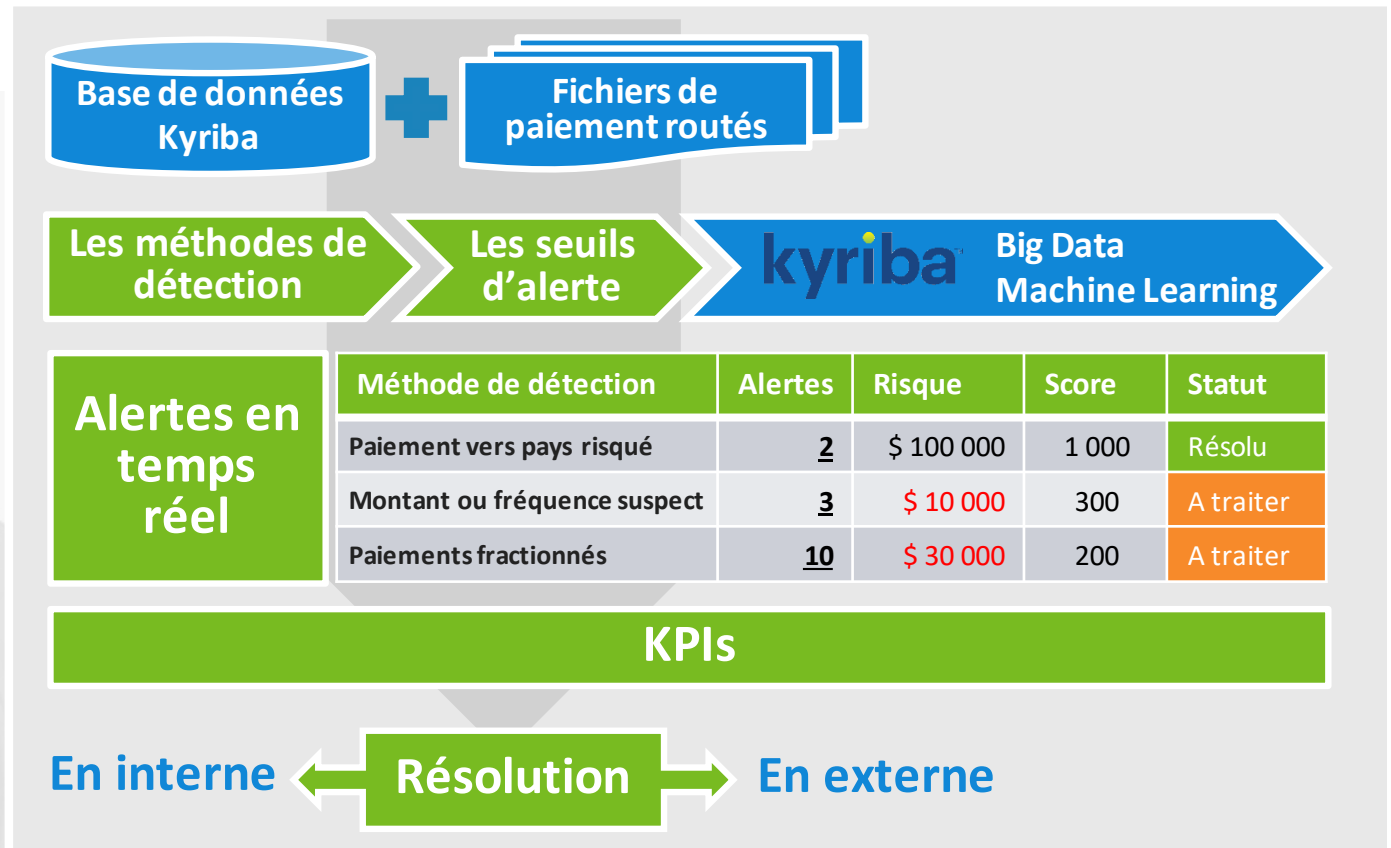 Base de données
Kyriba
Fichiers de
paiement routés
Les méthodes de
détection
Les seuils
d’alerte
kyriba
Big Data
Machine Learning
Alertes en
temps
réel
Méthode de détection Alertes Risque Score Statut
Paiement vers pays risqué 2 $ 100 000 1 000 Résolu
Montant ou fréquence suspect 3 $ 10 000 300 A traiter
Paiements fractionnés 10 $ 30 000 200 A traiter
KPIs
En interne Résolution En externe